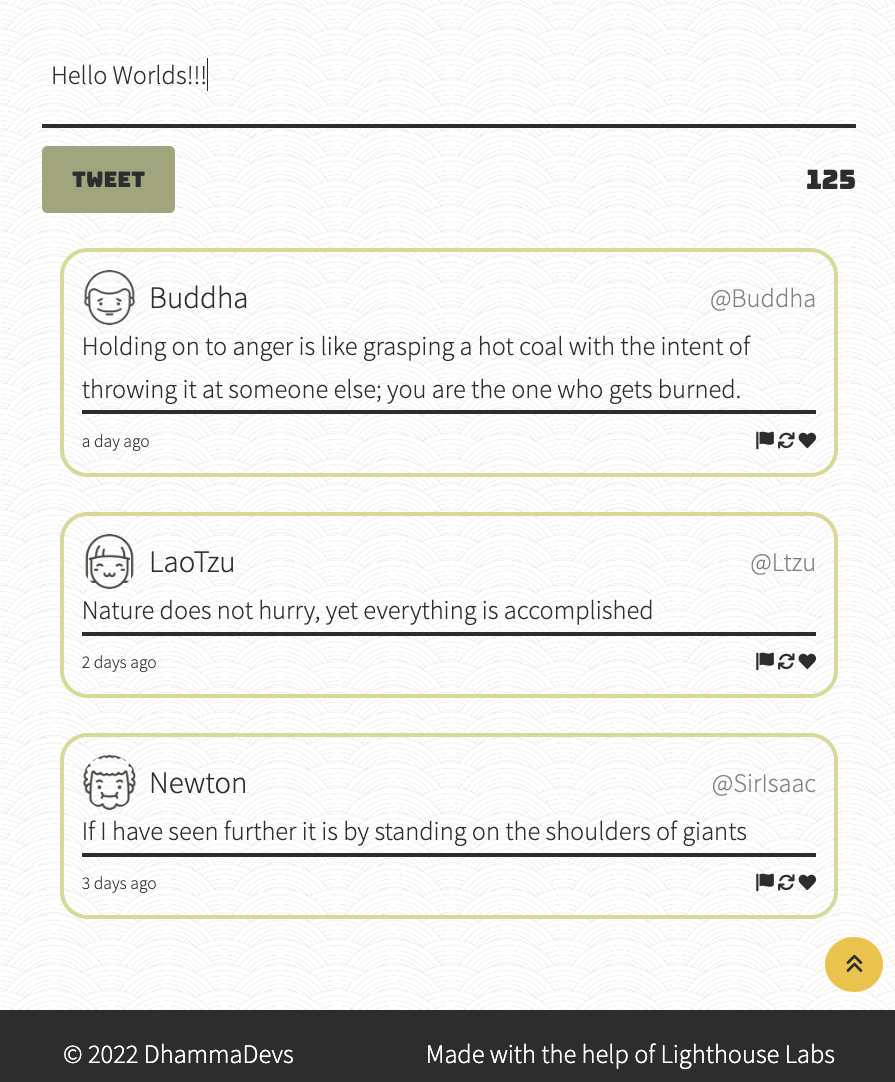 Hello Worlds!!!
TWEET
125
Buddha
@Buddha
Holding on to anger is like grasping a hot coal with the intent of
throwing it at someone else; you are the one who gets burned.
a day ago
LaoTzu
@Ltzu
Nature does not hurry, yet everything is accomplished
2 days ago
Newton
@SirIsaac
If I have seen further it is by standing on the shoulders of giants
3 days ago
© 2022 DhammaDevs
Made with the help of Lighthouse Labs